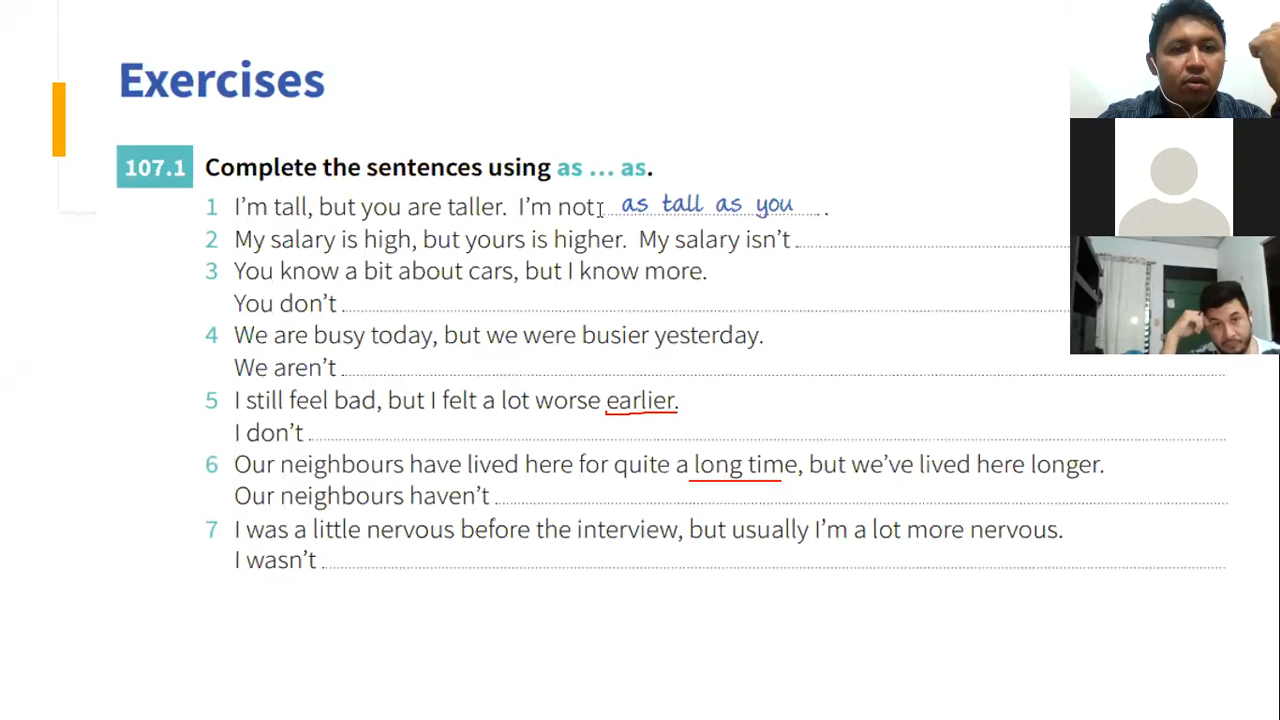 Exercises
107.1 Complete the sentences using as … as.
1 I'm tall, but you are taller. I'm not as tall as you .
2 My salary is high, but yours is higher. My salary isn't
3 You know a bit about cars, but I know more.
You don't
4 We are busy today, but we were busier yesterday.
We aren't
5 I still feel bad, but I felt a lot worse earlier.
I don't
6 Our neighbours have lived here for quite a long time, but we've lived here longer.
Our neighbours haven't
7 I was a little nervous before the interview, but usually I'm a lot more nervous.
I wasn't